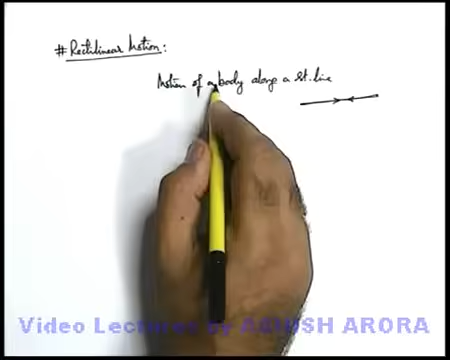 # Rectilinear Motion :
Motion of a body along a st. line
Video Lectures by ASHISH ARORA